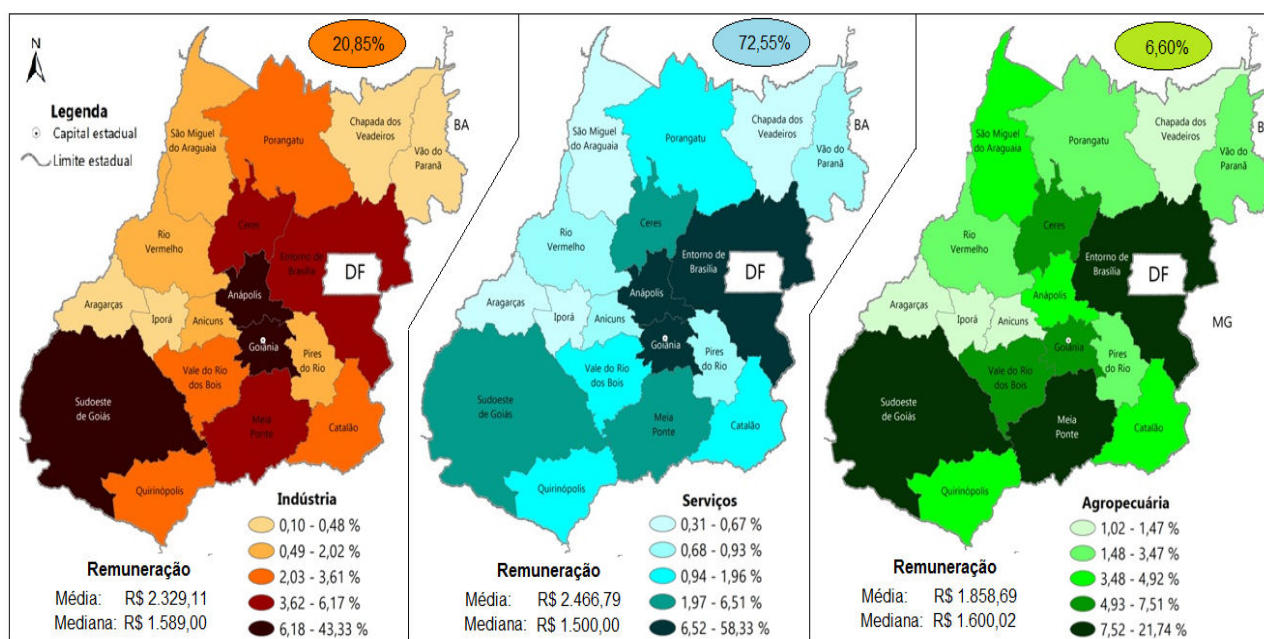 20,85%
N
Legenda
Capital estadual
Limite estadual
São Miguel
do Araguaia
Porangatu
Chapada dos
Veadeiros
BA
Vão do
Paranã
Rio
Vermelho
Ceres
Entorno de
Brasília
DF
Aragarças
Iporá
Anicuns
Anápolis
Goiânia
Pires
do Rio
Vale do Rio
dos Bois
Sudoeste
de Goiás
Meia
Ponte
Catalão
Quirinópolis
Indústria
0,10 - 0,48 %
0,49 - 2,02 %
2,03 - 3,61 %
3,62 - 6,17 %
6,18 - 43,33 %
Remuneração
Média: R$ 2.329,11
Mediana: R$ 1.589,00
72,55%
São Miguel
do Araguaia
Porangatu
Chapada dos
Veadeiros
BA
Vão do
Paranã
Rio
Vermelho
Ceres
Entorno de
Brasília
DF
Aragarças
Iporá
Anicuns
Anápolis
Goiânia
Pires
do Rio
Vale do Rio
dos Bois
Sudoeste
de Goiás
Meia
Ponte
Catalão
Quirinópolis
Serviços
0,31 - 0,67 %
0,68 - 0,93 %
0,94 - 1,96 %
1,97 - 6,51 %
6,52 - 58,33 %
Remuneração
Média: R$ 2.466,79
Mediana: R$ 1.500,00
6,60%
São Miguel
do Araguaia
Porangatu
Chapada dos
Veadeiros
B
Vão do
Paranã
Rio
Vermelho
Ceres
Entorno de
Brasília
DF
MG
Aragarças
Iporá
Anicuns
Anápolis
Goiânia
Pires
do Rio
Vale do Rio
dos Bois
Sudoeste
de Goiás
Meia
Ponte
Catalão
Quirinópolis
Agropecuária
1,02 - 1,47 %
1,48 - 3,47 %
3,48 - 4,92 %
4,93 - 7,51 %
7,52 - 21,74 %
Remuneração
Média: R$ 1.858,69
Mediana: R$ 1.600,02